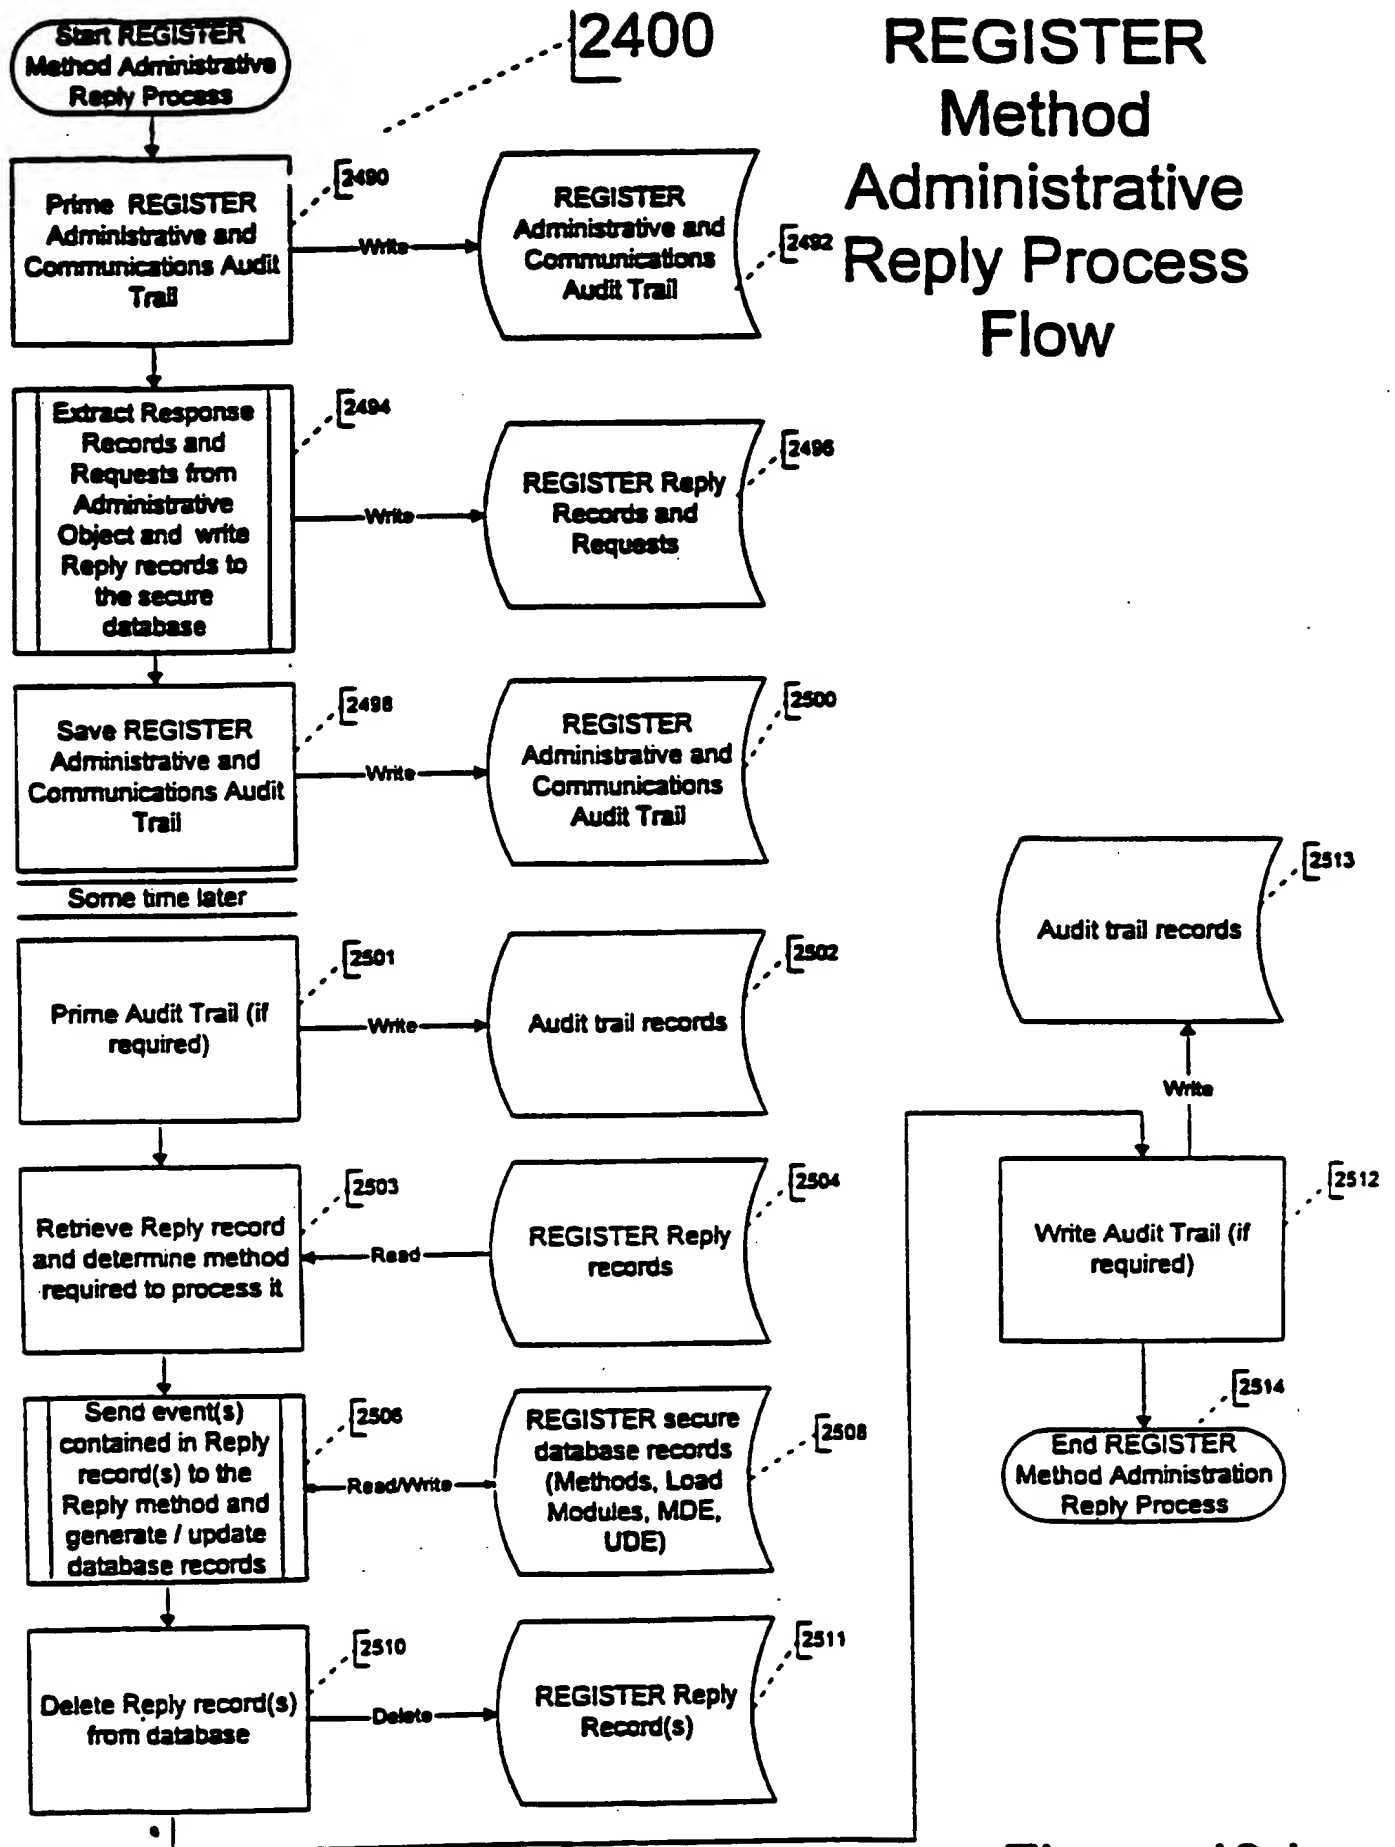 Start REGISTER
Method Administrative
Reply Process
2400
REGISTER
Method
Administrative
Reply Process
Flow
Prime REGISTER
Administrative and
Communications Audit
Trail
2490
Write
REGISTER
Administrative and
Communications
Audit Trail
2492
Extract Response
Records and
Requests from
Administrative
Object and write
Reply records to
the secure
database
2494
Write
REGISTER Reply
Records and
Requests
2496
Save REGISTER
Administrative and
Communications Audit
Trail
2498
Write
REGISTER
Administrative and
Communications
Audit Trail
2500
Some time later
Prime Audit Trail (if
required)
2501
Write
Audit trail records
2502
Retrieve Reply record
and determine method
required to process it
2503
Read
REGISTER Reply
records
2504
Send event(s)
contained in Reply
record(s) to the
Reply method and
generate / update
database records
2506
Read/Write
REGISTER secure
database records
(Methods, Load
Modules, MDE,
UDE)
2508
Delete Reply record(s)
from database
2510
Delete
REGISTER Reply
Record(s)
2511
Audit trail records
2513
Write
Write Audit Trail (if
required)
2512
2514
End REGISTER
Method Administration
Reply Process